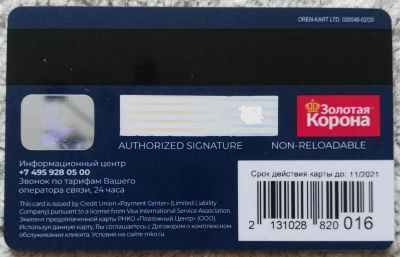 OREN-KART LTD. 020048-02/20
Золотая
Корона
AUTHORIZED SIGNATURE
NON-RELOADABLE
Информационный центр
+7 495 928 05 00
Звонок по тарифам Вашего
оператора связи, 24 часа
This card is issued by Credit Union «Payment Center» (Limited Liability
Company) pursuant to a license from Visa International Service Association.
Эмитент предоплаченной карты РНКО «Платежный Центр» (ООО).
Используя данную карту, Вы соглашаетесь с Договором о комплексном
обслуживании клиента. Условия на сайте rnko.ru.
Срок действия карты до: 11/2021
2 131028 820 016